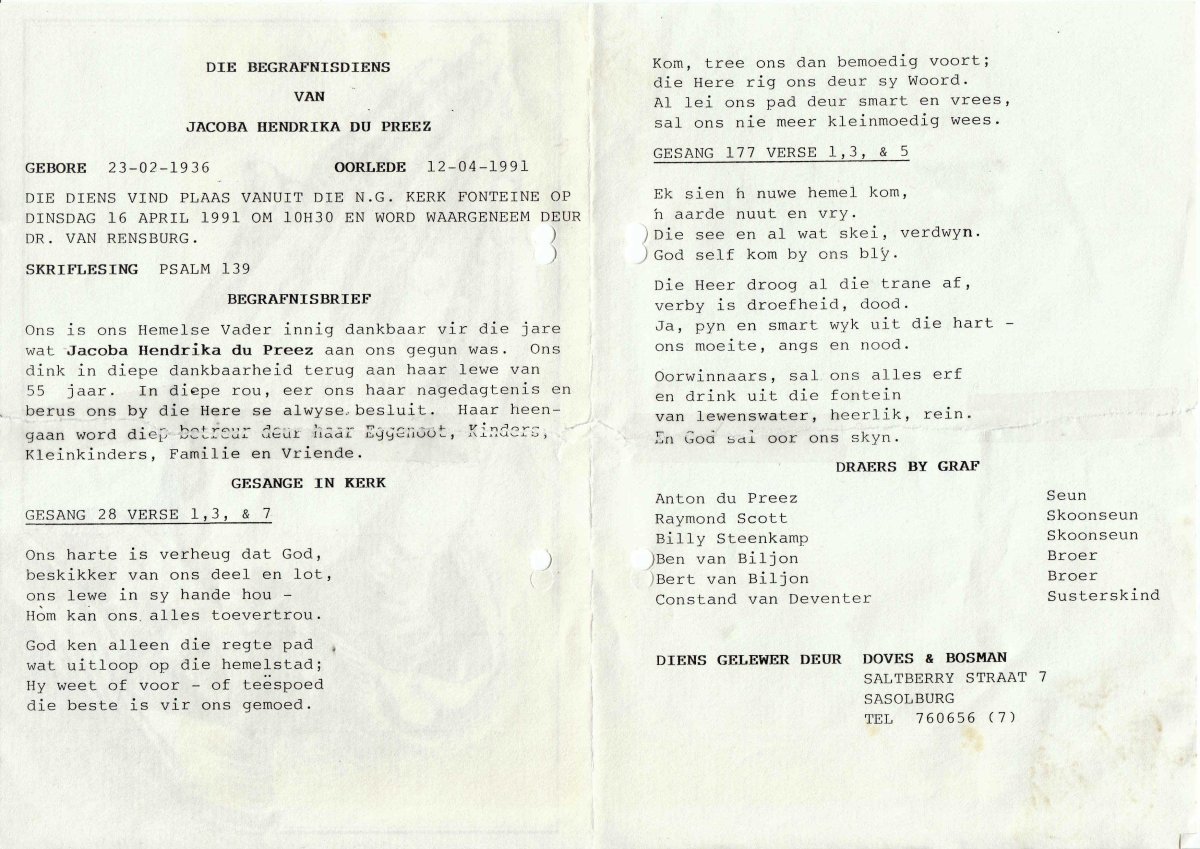 DIE BEGRAFNISDIENS
VAN
JACOBA HENDRIKA DU PREEZ
GEBORE 23-02-1936 OORLEDE 12-04-1991
DIE DIENS VIND PLAAS VANUIT DIE N.G. KERK FONTEINE OP
DINSDAG 16 APRIL 1991 OM 10H30 EN WORD WAARGENEEM DEUR
DR. VAN RENSBURG.
SKRIFLESING PSALM 139
BEGRAFNISBRIEF
Ons is ons Hemelse Vader innig dankbaar vir die jare
wat Jacoba Hendrika du Preez aan ons gegun was. Ons
dink in diepe dankbaarheid terug aan haar lewe van
55 jaar. In diepe rou, eer ons haar nagedagtenis en
berus ons by die Here se alwyse besluit. Haar heen-
gaan word diep betreur deur haar Eggenoot, Kinders,
Kleinkinders, Familie en Vriende.
GESANGE IN KERK
GESANG 28 VERSE 1,3, & 7
Ons harte is verheug dat God,
beskikker van ons deel en lot,
ons lewe in sy hande hou -
Hòm kan ons alles toevertrou.
God ken alleen die regte pad
wat uitloop op die hemelstad;
Hy weet of voor - of teëspoed
die beste is vir ons gemoed.
Kom, tree ons dan bemoedig voort;
die Here rig ons deur sy Woord.
Al lei ons pad deur smart en vrees,
sal ons nie meer kleinmoedig wees.
GESANG 177 VERSE 1,3, & 5
Ek sien 'n nuwe hemel kom,
'n aarde nuut en vry.
Die see en al wat skei, verdwyn.
God self kom by ons bly.
Die Heer droog al die trane af,
verby is droefheid, dood.
Ja, pyn en smart wyk uit die hart -
ons moeite, angs en nood.
Oorwinnaars, sal ons alles erf
en drink uit die fontein
van lewenswater, heerlik, rein.
En God sal oor ons skyn.
DRAERS BY GRAF
Anton du Preez Seun
Raymond Scott Skoonseun
Billy Steenkamp Skoonseun
Ben van Biljon Broer
Bert van Biljon Broer
Constand van Deventer Susterskind
DIENS GELEWER DEUR DOVES & BOSMAN
SALTBERRY STRAAT 7
SASOLBURG
TEL 760656 (7)